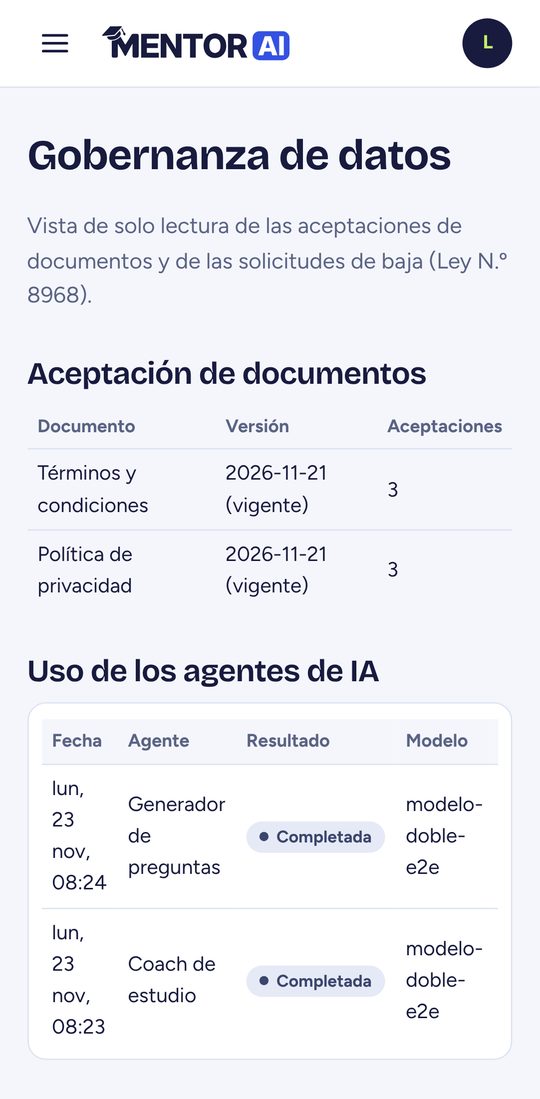 MENTOR AI
L
Gobernanza de datos
Vista de solo lectura de las aceptaciones de
documentos y de las solicitudes de baja (Ley N.º
8968).
Aceptación de documentos
Documento Versión Aceptaciones
Términos y condiciones 2026-11-21 (vigente) 3
Política de privacidad 2026-11-21 (vigente) 3
Uso de los agentes de IA
Fecha Agente Resultado Modelo
lun, 23 nov, 08:24 Generador de preguntas Completada modelo-doble-e2e
lun, 23 nov, 08:23 Coach de estudio Completada modelo-doble-e2e